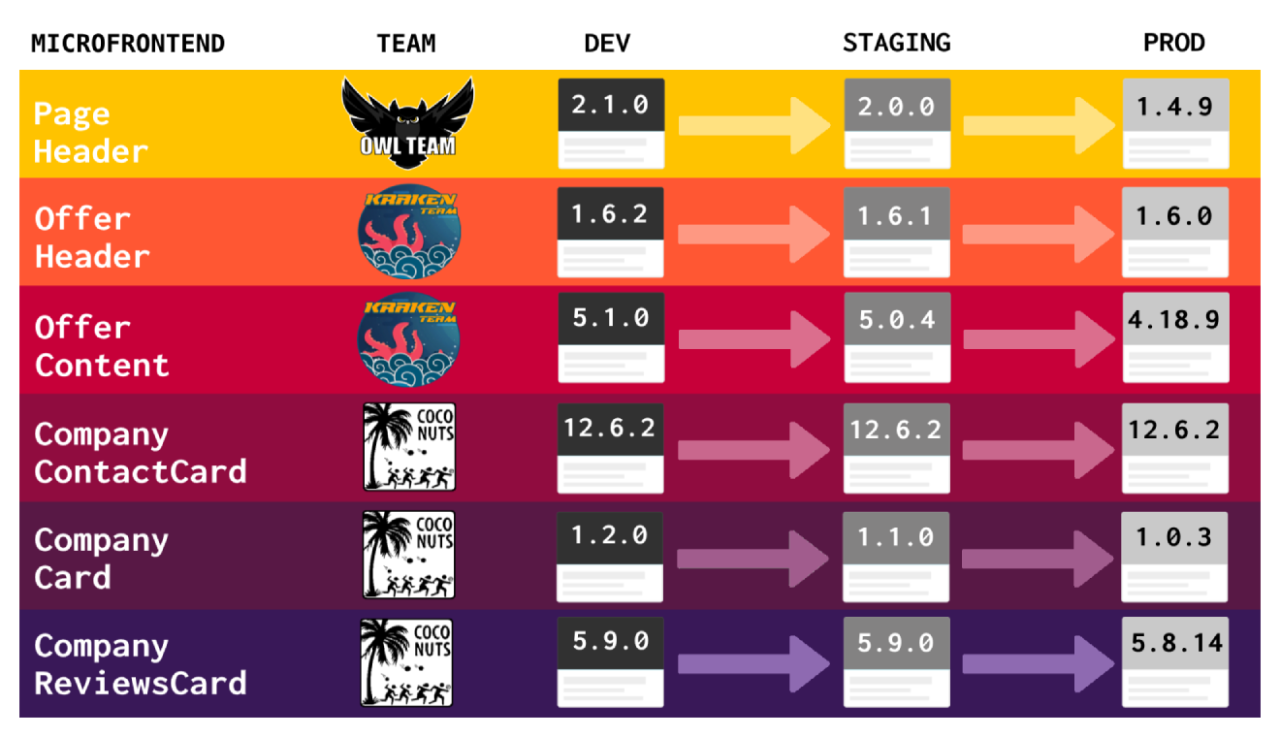 MICROFRONTEND TEAM DEV STAGING PROD
Page
Header
OWL TEAM
2.1.0 2.0.0 1.4.9
Offer
Header
KRAKEN
TEAM
1.6.2 1.6.1 1.6.0
Offer
Content
KRAKEN
TEAM
5.1.0 5.0.4 4.18.9
Company
ContactCard
COCO
NUTS
12.6.2 12.6.2 12.6.2
Company
Card
COCO
NUTS
1.2.0 1.1.0 1.0.3
Company
ReviewsCard
COCO
NUTS
5.9.0 5.9.0 5.8.14